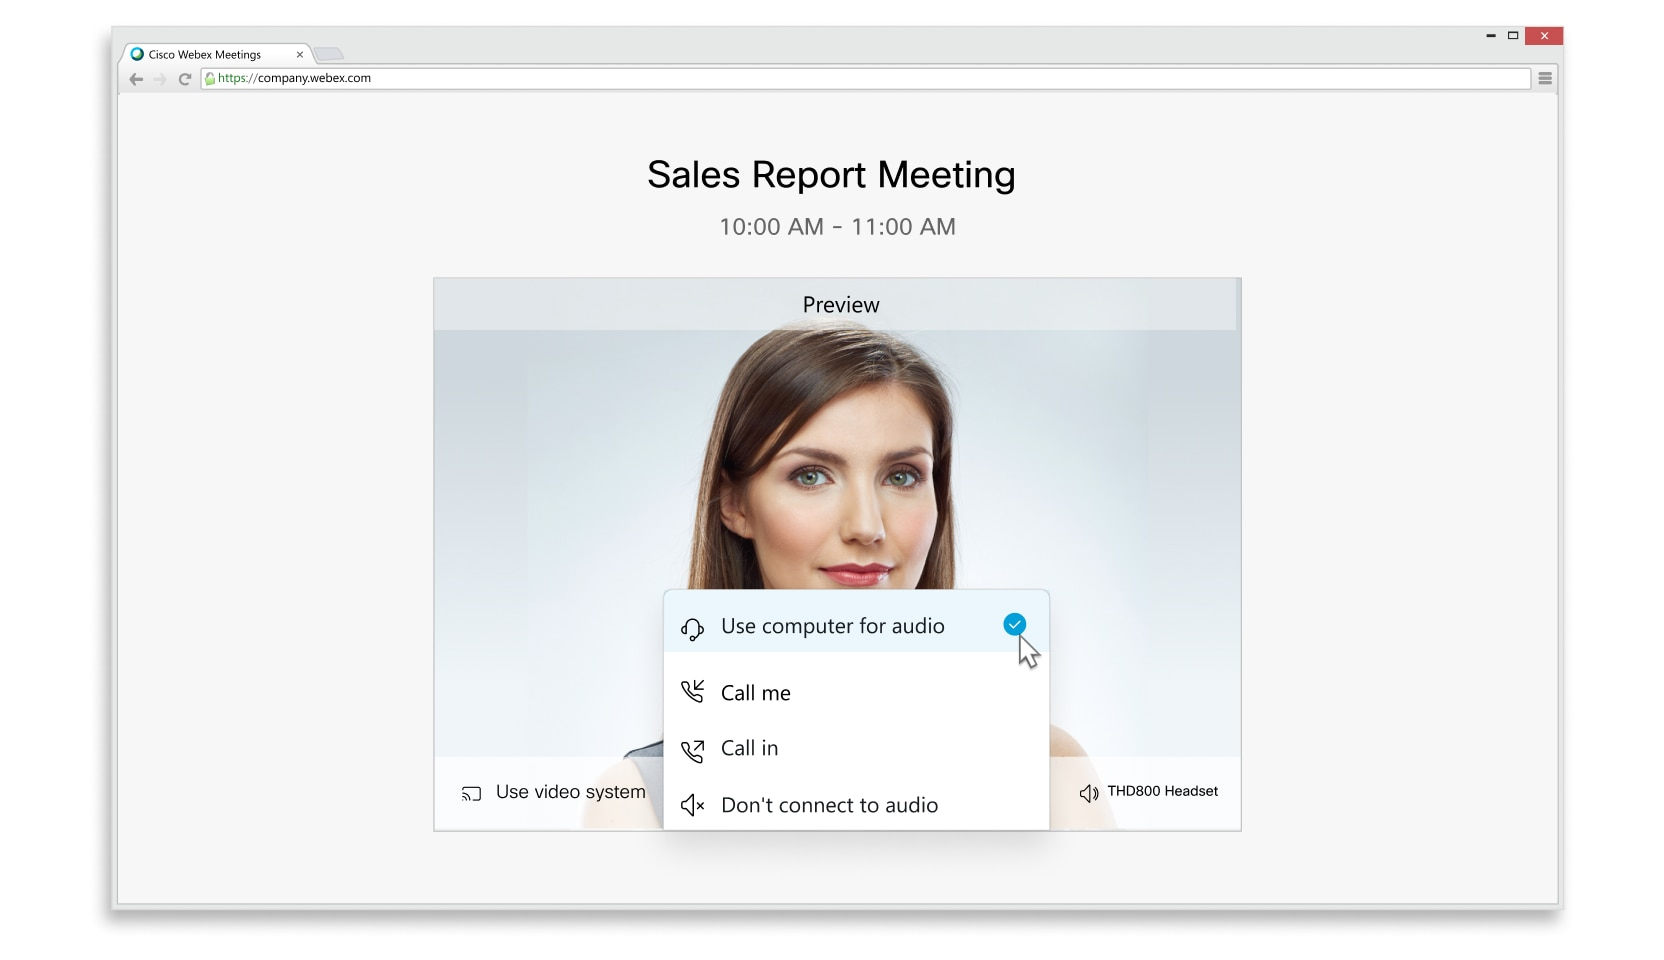 Cisco Webex Meetings
https://company.webex.com
Sales Report Meeting
10:00 AM - 11:00 AM
Preview
Use computer for audio
Call me
Call in
Don't connect to audio
Use video system
THD800 Headset